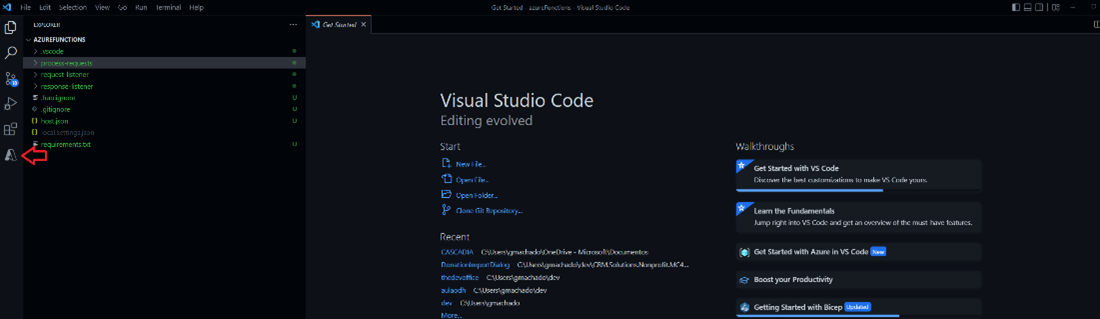 File Edit Selection View Go Run Terminal Help
Get Started - azureFunctions - Visual Studio Code
EXPLORER
Get Started
AZUREFUNCTIONS
.vscode
process-requests
request-listener
response-listener
.funcignore U
.gitignore U
host.json U
local.settings.json
requirements.txt U
Visual Studio Code
Editing evolved
Start
New File...
Open File...
Open Folder...
Clone Git Repository...
Recent
CASCADIA C:\Users\gmachado\OneDrive - Microsoft\Documentos
DonationImportDialog C:\Users\gmachado\dev\CRM.Solutions.Nonprofit.MC4...
thedevoffice C:\Users\gmachado\dev
aulaodh C:\Users\gmachado\dev
dev C:\Users\gmachado
More...
Walkthroughs
Get Started with VS Code
Discover the best customizations to make VS Code yours.
Learn the Fundamentals
Jump right into VS Code and get an overview of the must-have features.
Get Started with Azure in VS Code New
Boost your Productivity
Getting Started with Bicep Updated